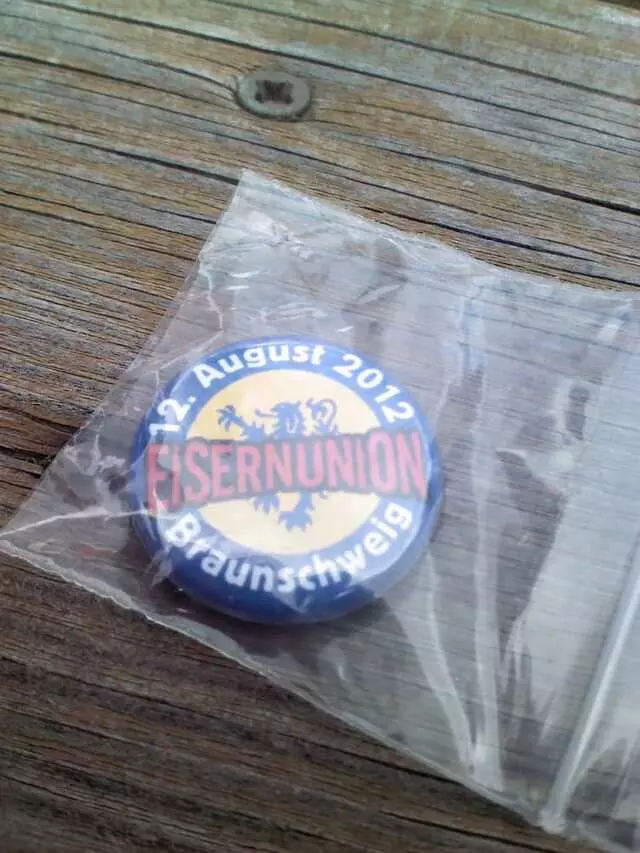 12. August 2012
EISERNUNION
Braunschweig